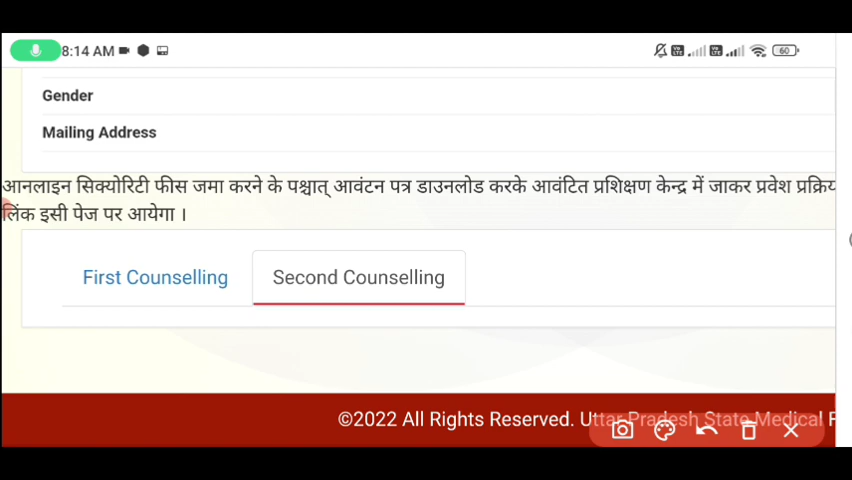 8:14 AM
60
Gender
Mailing Address
आनलाइन सिक्योरिटी फीस जमा करने के पश्चात् आवंटन पत्र डाउनलोड करके आवंटित प्रशिक्षण केन्द्र में जाकर प्रवेश
लिंक इसी पेज पर आयेगा ।
First Counselling
Second Counselling
©2022 All Rights Reserved. Uttar Pradesh State Medical